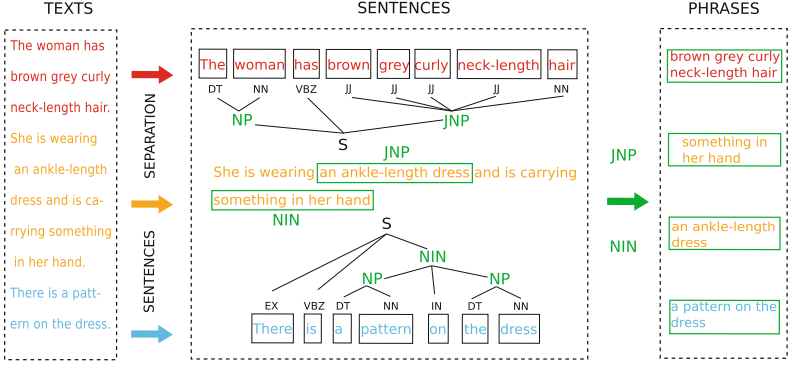 TEXTS
The woman has
brown grey curly
neck-length hair.
She is wearing
an ankle-length
dress and is ca-
rrying something
in her hand.
There is a patt-
ern on the dress.
SEPARATION
SENTENCES
SENTENCES
The woman has brown grey curly neck-length hair
DT NN VBZ JJ JJ JJ JJ NN
NP JNP
S
JNP
She is wearing an ankle-length dress and is carrying
something in her hand
NIN
S
NIN
NP NP
EX VBZ DT NN IN DT NN
There is a pattern on the dress
JNP
NIN
PHRASES
brown grey curly
neck-length hair
something in
her hand
an ankle-length
dress
a pattern on the
dress